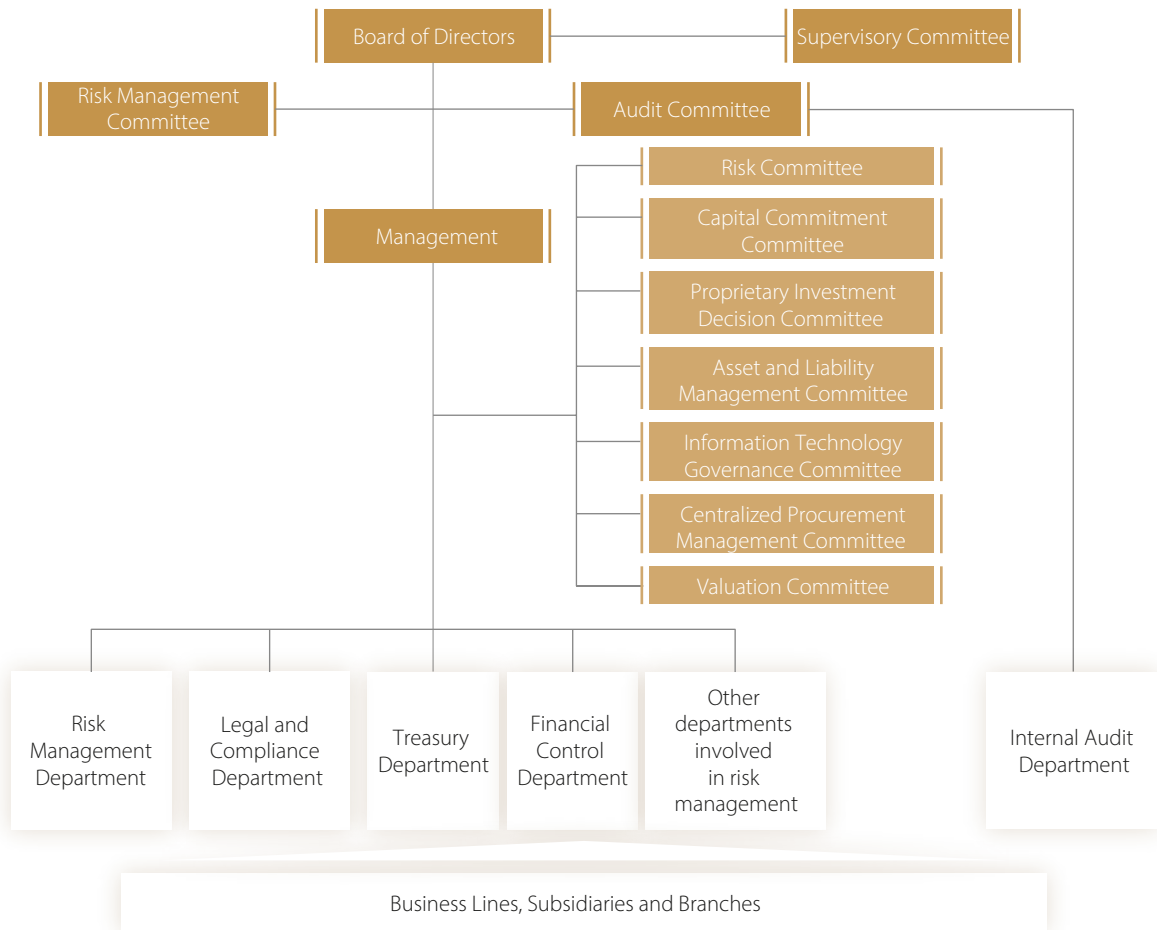 Board of Directors
Supervisory Committee
Risk Management
Committee
Audit Committee
Risk Committee
Capital Commitment
Committee
Management
Proprietary Investment
Decision Committee
Asset and Liability
Management Committee
Information Technology
Governance Committee
Centralized Procurement
Management Committee
Valuation Committee
Risk
Management
Department
Legal and
Compliance
Department
Treasury
Department
Financial
Control
Department
Other
departments
involved
in risk
management
Internal Audit
Department
Business Lines, Subsidiaries and Branches